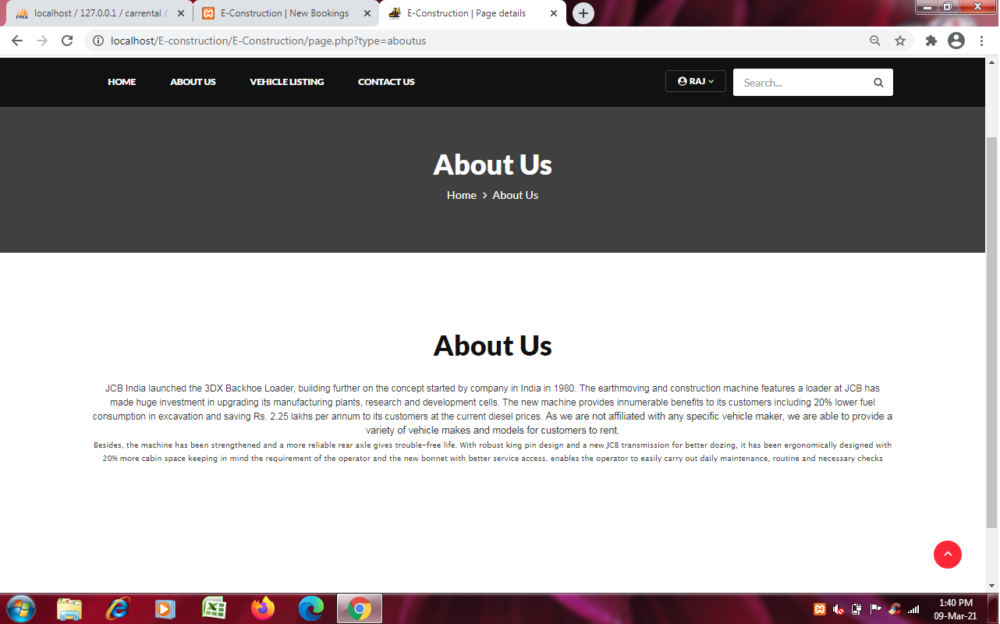 localhost / 127.0.0.1 / carrental /
E-Construction | New Bookings
E-Construction | Page details
localhost/E-construction/E-Construction/page.php?type=aboutus
HOME ABOUT US VEHICLE LISTING CONTACT US RAJ Search...
About Us
Home > About Us
About Us
JCB India launched the 3DX Backhoe Loader, building further on the concept started by company in India in 1980. The earthmoving and construction machine features a loader at JCB has
made huge investment in upgrading its manufacturing plants, research and development cells. The new machine provides innumerable benefits to its customers including 20% lower fuel
consumption in excavation and saving Rs. 2.25 lakhs per annum to its customers at the current diesel prices. As we are not affiliated with any specific vehicle maker, we are able to provide a
variety of vehicle makes and models for customers to rent.
Besides, the machine has been strengthened and a more reliable rear axle gives trouble-free life. With robust king pin design and a new JCB transmission for better dozing, it has been ergonomically designed with
20% more cabin space keeping in mind the requirement of the operator and the new bonnet with better service access, enables the operator to easily carry out daily maintenance, routine and necessary checks
1:40 PM
09-Mar-21